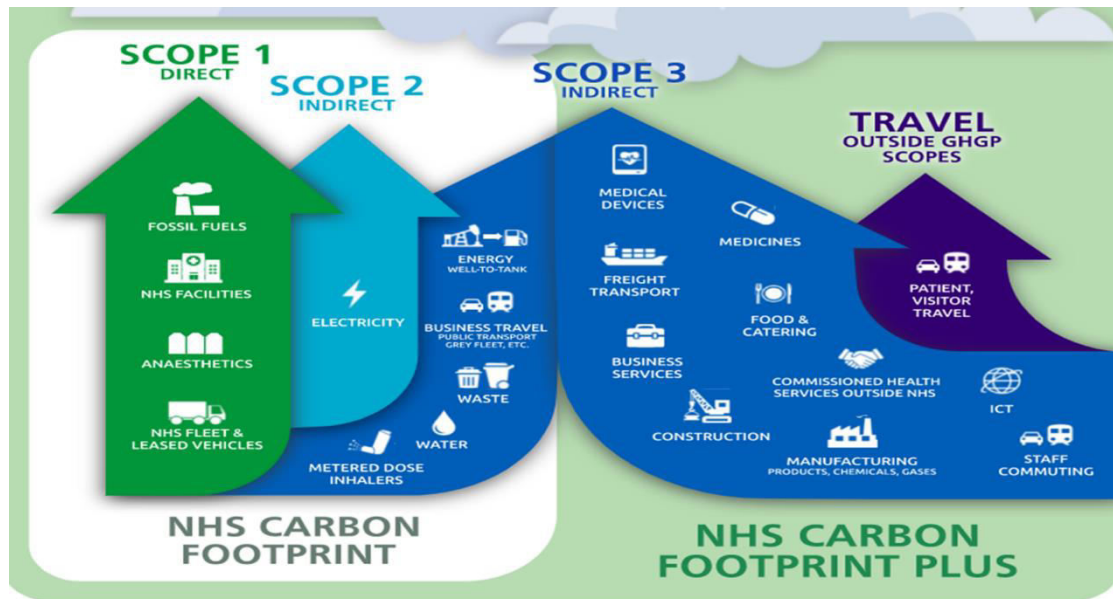 SCOPE 1
DIRECT
FOSSIL FUELS
NHS FACILITIES
ANAESTHETICS
NHS FLEET &
LEASED VEHICLES
SCOPE 2
INDIRECT
ELECTRICITY
SCOPE 3
INDIRECT
ENERGY
WELL-TO-TANK
BUSINESS TRAVEL
PUBLIC TRANSPORT
GREY FLEET, ETC.
WASTE
WATER
METERED DOSE
INHALERS
MEDICAL
DEVICES
MEDICINES
FREIGHT
TRANSPORT
FOOD &
CATERING
BUSINESS
SERVICES
COMMISSIONED HEALTH
SERVICES OUTSIDE NHS
ICT
CONSTRUCTION
MANUFACTURING
PRODUCTS, CHEMICALS, GASES
STAFF
COMMUTING
TRAVEL
OUTSIDE GHGP
SCOPES
PATIENT,
VISITOR
TRAVEL
NHS CARBON
FOOTPRINT
NHS CARBON
FOOTPRINT PLUS